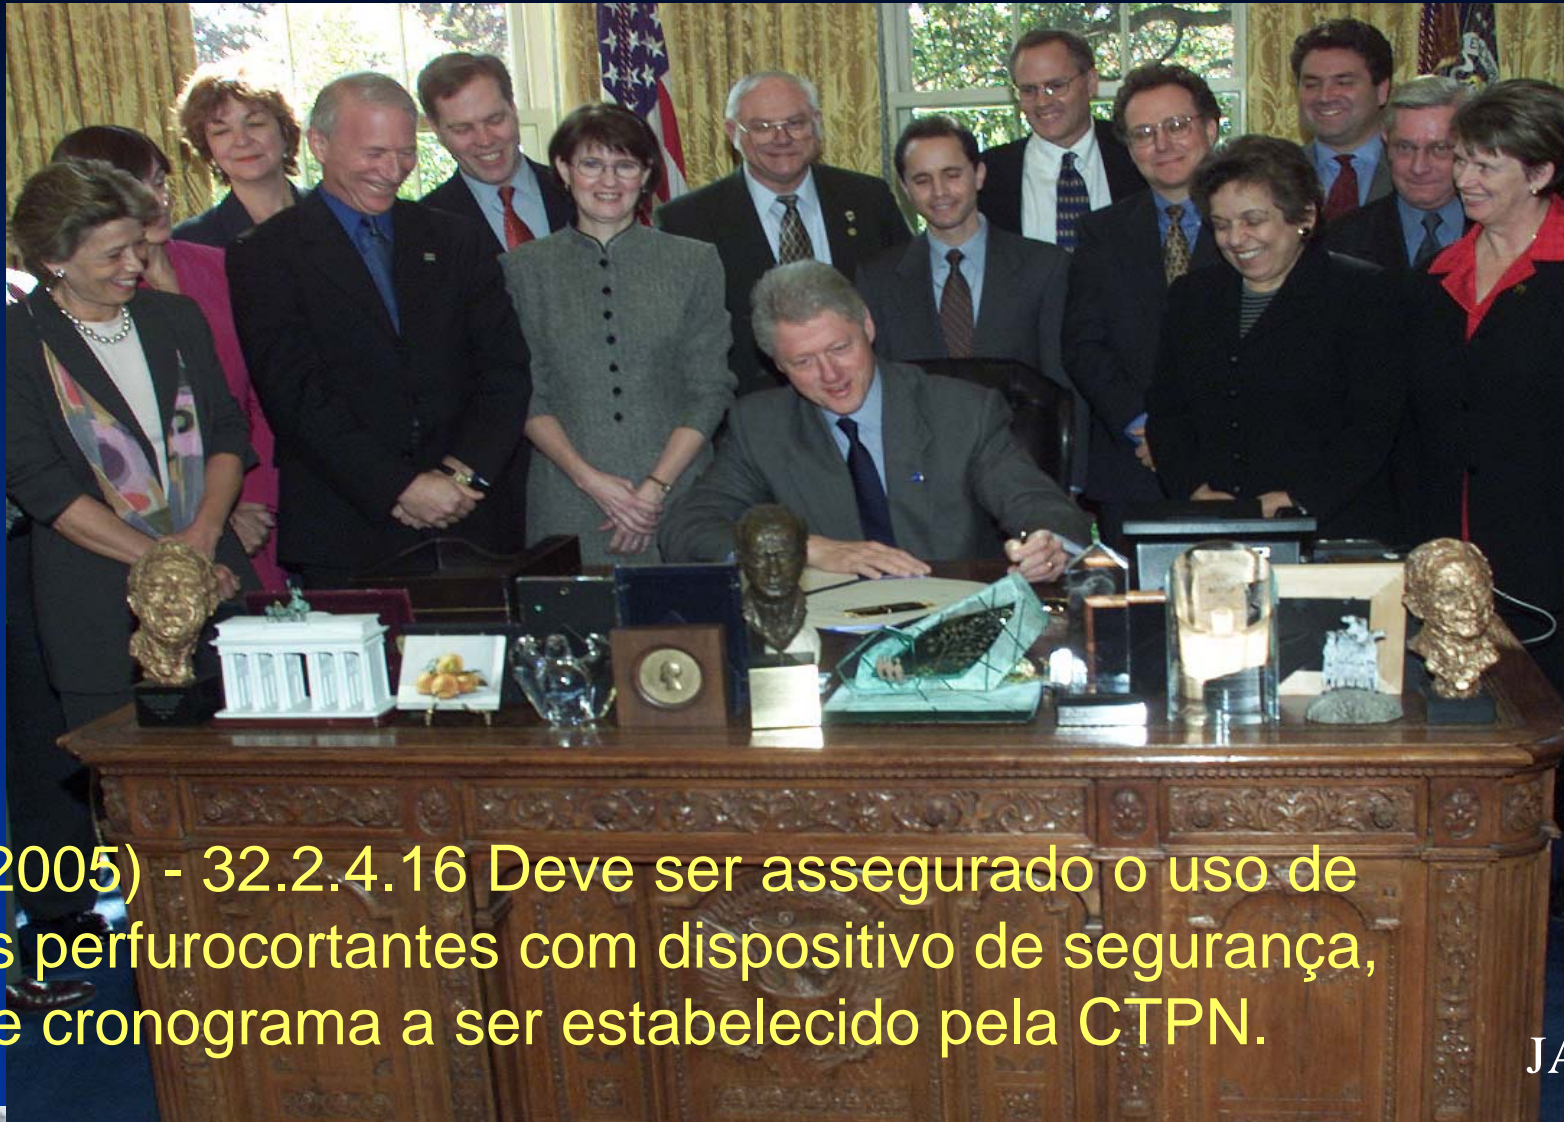 2005) - 32.2.4.16 Deve ser assegurado o uso de
s perfurocortantes com dispositivo de segurança,
e cronograma a ser estabelecido pela CTPN.
JA